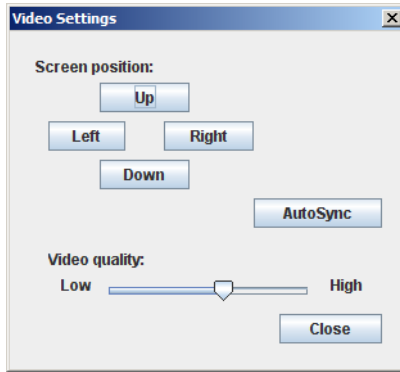 Video Settings
Screen position:
Up
Left Right
Down
AutoSync
Video quality:
Low High
Close